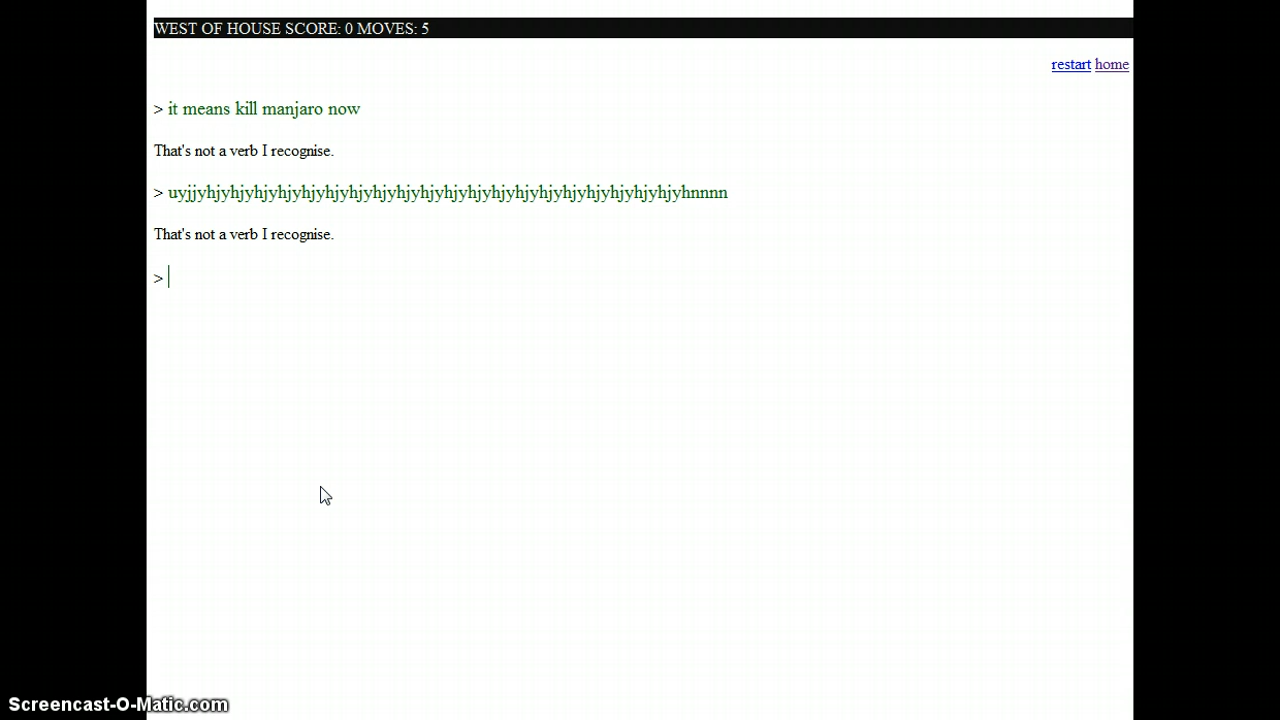 WEST OF HOUSE SCORE: 0 MOVES: 5
restart home
> it means kill manjaro now
That's not a verb I recognise.
> uyjjyhjyhjyhjyhjyhjyhjyhjyhjyhjyhjyhjyhjyhjyhjyhjyhjyhjyhjyhjyhjyhnnnn
That's not a verb I recognise.
>
Screencast-O-Matic.com